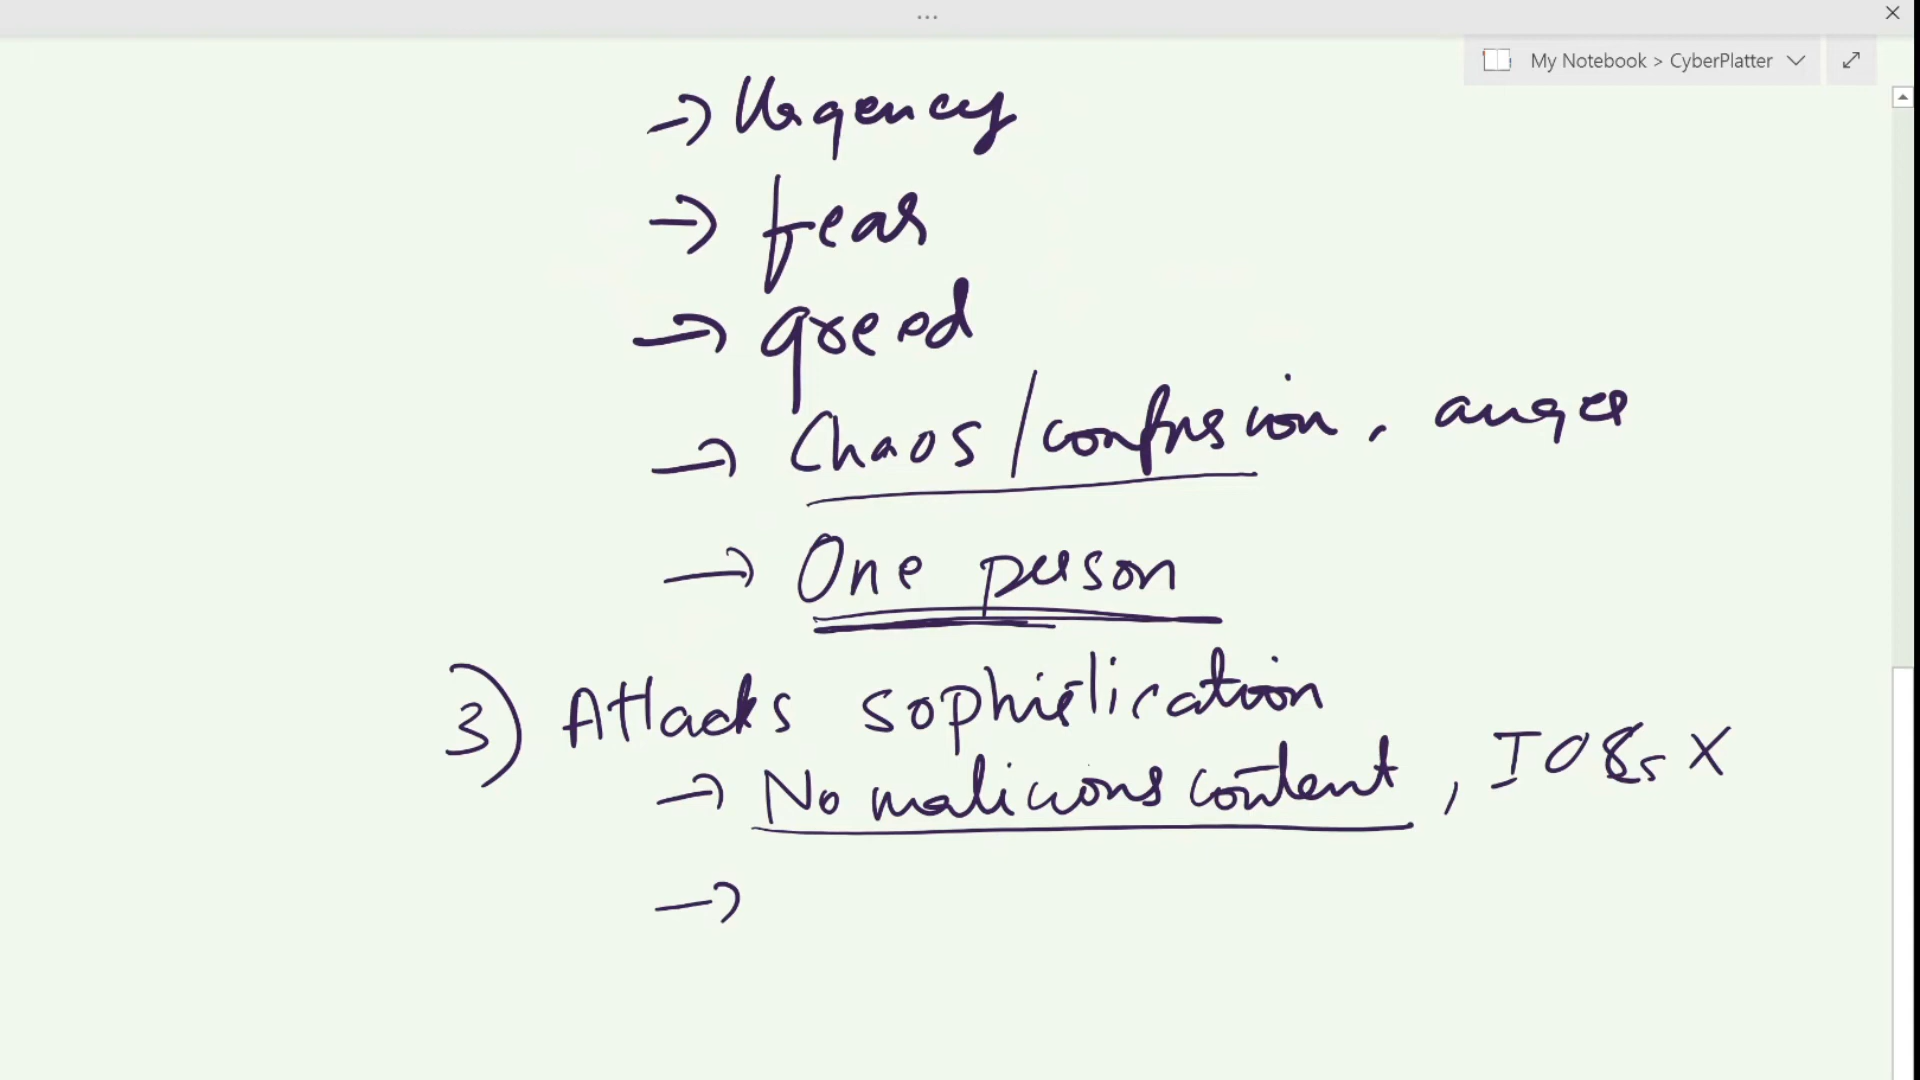 My Notebook > CyberPlatter
→ Urgency
→ fear
→ greed
→ Chaos/confusion, anger
→ One person
3) Attacks sophistication
→ No malicious content, IOCs X
→